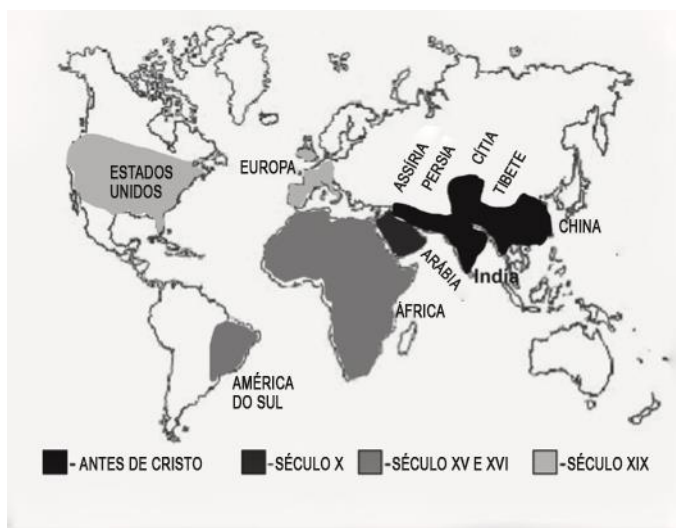 ESTADOS
UNIDOS
EUROPA
ASSÍRIA
PERSIA
CÍTIA
TIBETE
CHINA
India
ARÁBIA
ÁFRICA
AMÉRICA
DO SUL
- ANTES DE CRISTO - SÉCULO X - SÉCULO XV E XVI - SÉCULO XIX